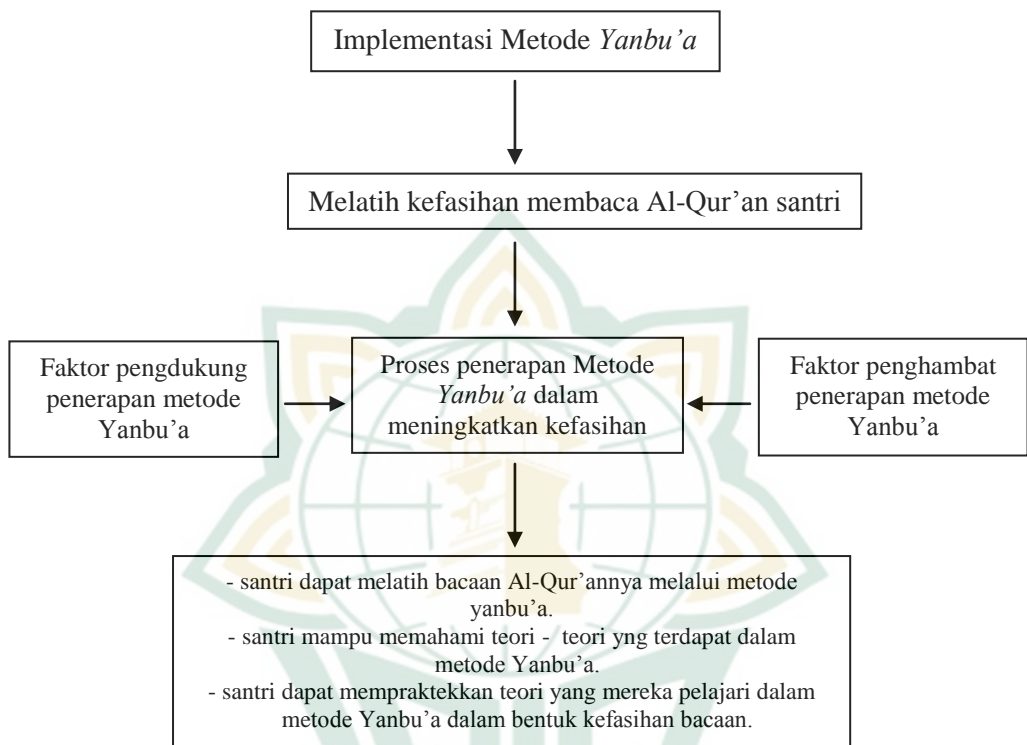 Implementasi Metode Yanbu’a
Melatih kefasihan membaca Al-Qur’an santri
Faktor pengdukung
penerapan metode
Yanbu’a
Proses penerapan Metode
Yanbu’a dalam
meningkatkan kefasihan
Faktor penghambat
penerapan metode
Yanbu’a
- santri dapat melatih bacaan Al-Qur’annya melalui metode
yanbu’a.
- santri mampu memahami teori - teori yng terdapat dalam
metode Yanbu’a.
- santri dapat mempraktekkan teori yang mereka pelajari dalam
metode Yanbu’a dalam bentuk kefasihan bacaan.